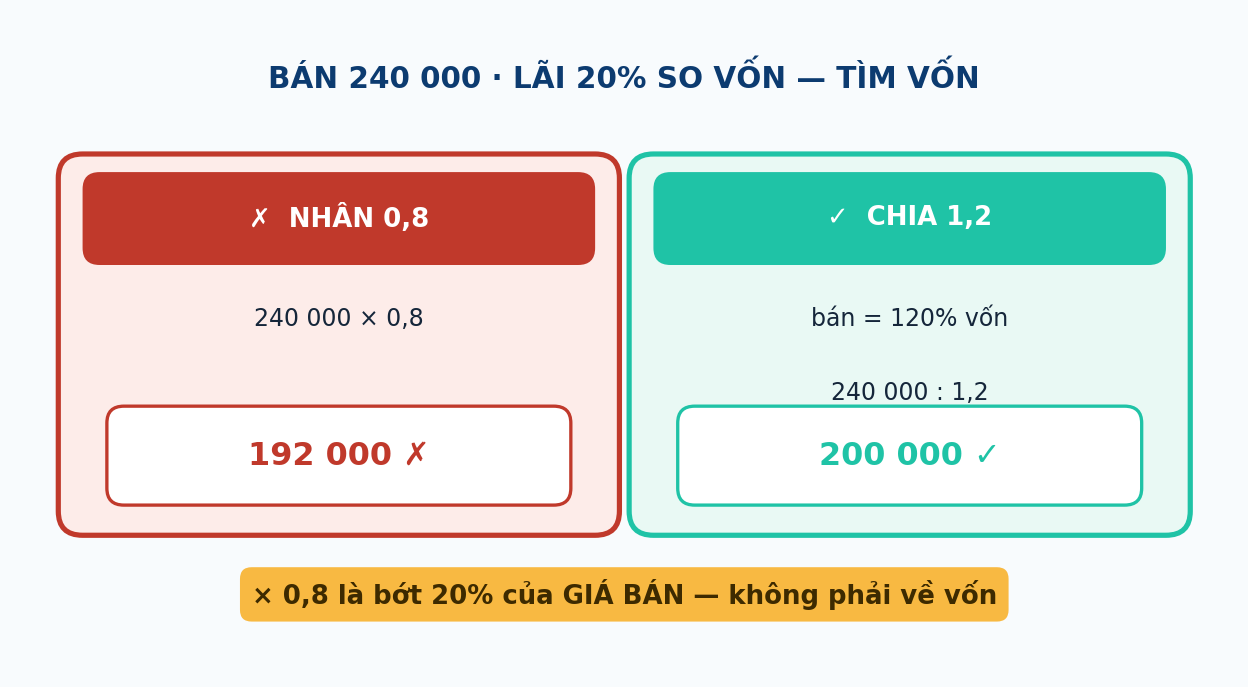 BÁN 240 000 · LÃI 20% SO VỐN — TÌM VỐN
✗ NHÂN 0,8
240 000 × 0,8
192 000 ✗
✓ CHIA 1,2
bán = 120% vốn
240 000 : 1,2
200 000 ✓
× 0,8 là bớt 20% của GIÁ BÁN — không phải về vốn